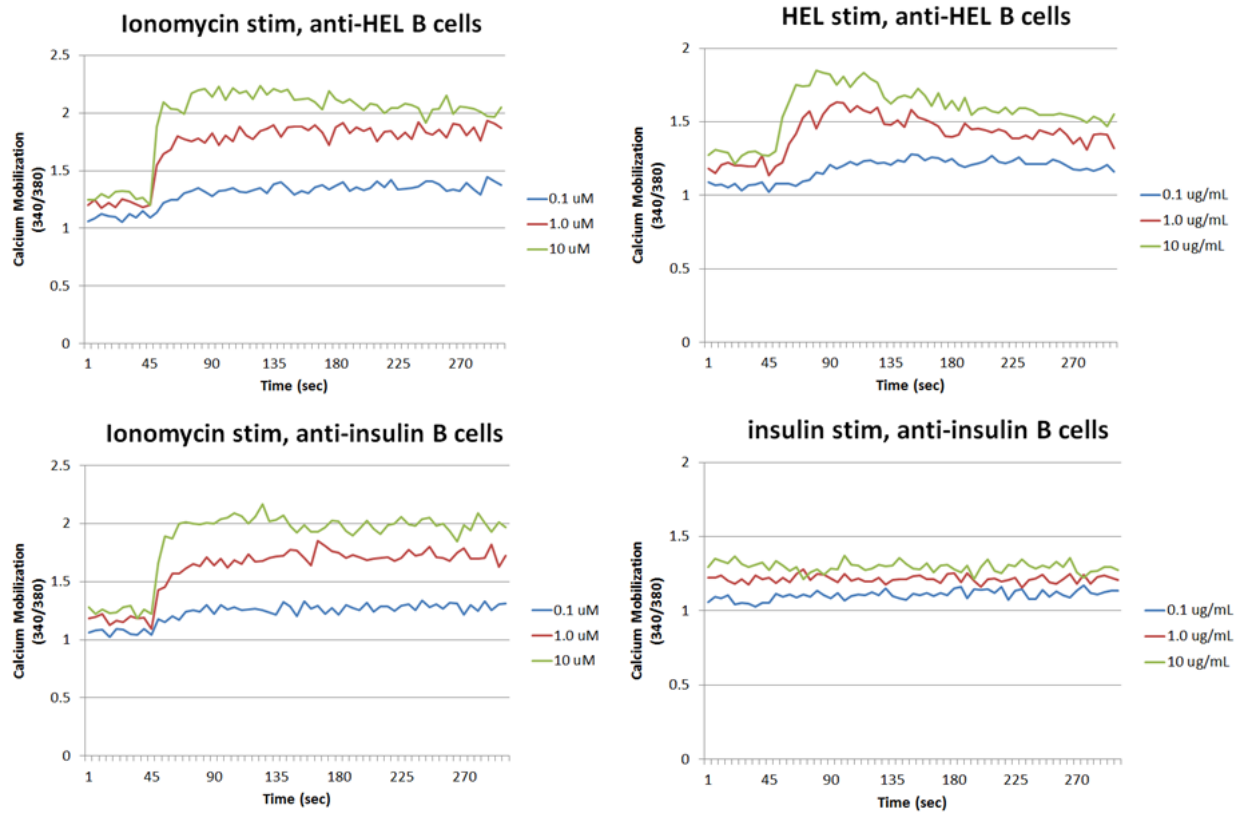 Ionomycin stim, anti-HEL B cells
2.5
2
1.5
1
0.5
0
Calcium Mobilization
(340/380)
1 45 90 135 180 225 270
Time (sec)
0.1 uM
1.0 uM
10 uM
HEL stim, anti-HEL B cells
2
1.5
1
0.5
0
Calcium Mobilization
(340/380)
1 45 90 135 180 225 270
Time (sec)
0.1 ug/mL
1.0 ug/mL
10 ug/mL
Ionomycin stim, anti-insulin B cells
2.5
2
1.5
1
0.5
0
Calcium Mobilization
(340/380)
1 45 90 135 180 225 270
Time (sec)
0.1 uM
1.0 uM
10 uM
insulin stim, anti-insulin B cells
2
1.5
1
0.5
0
Calcium Mobilization
(340/380)
1 45 90 135 180 225 270
Time (sec)
0.1 ug/mL
1.0 ug/mL
10 ug/mL